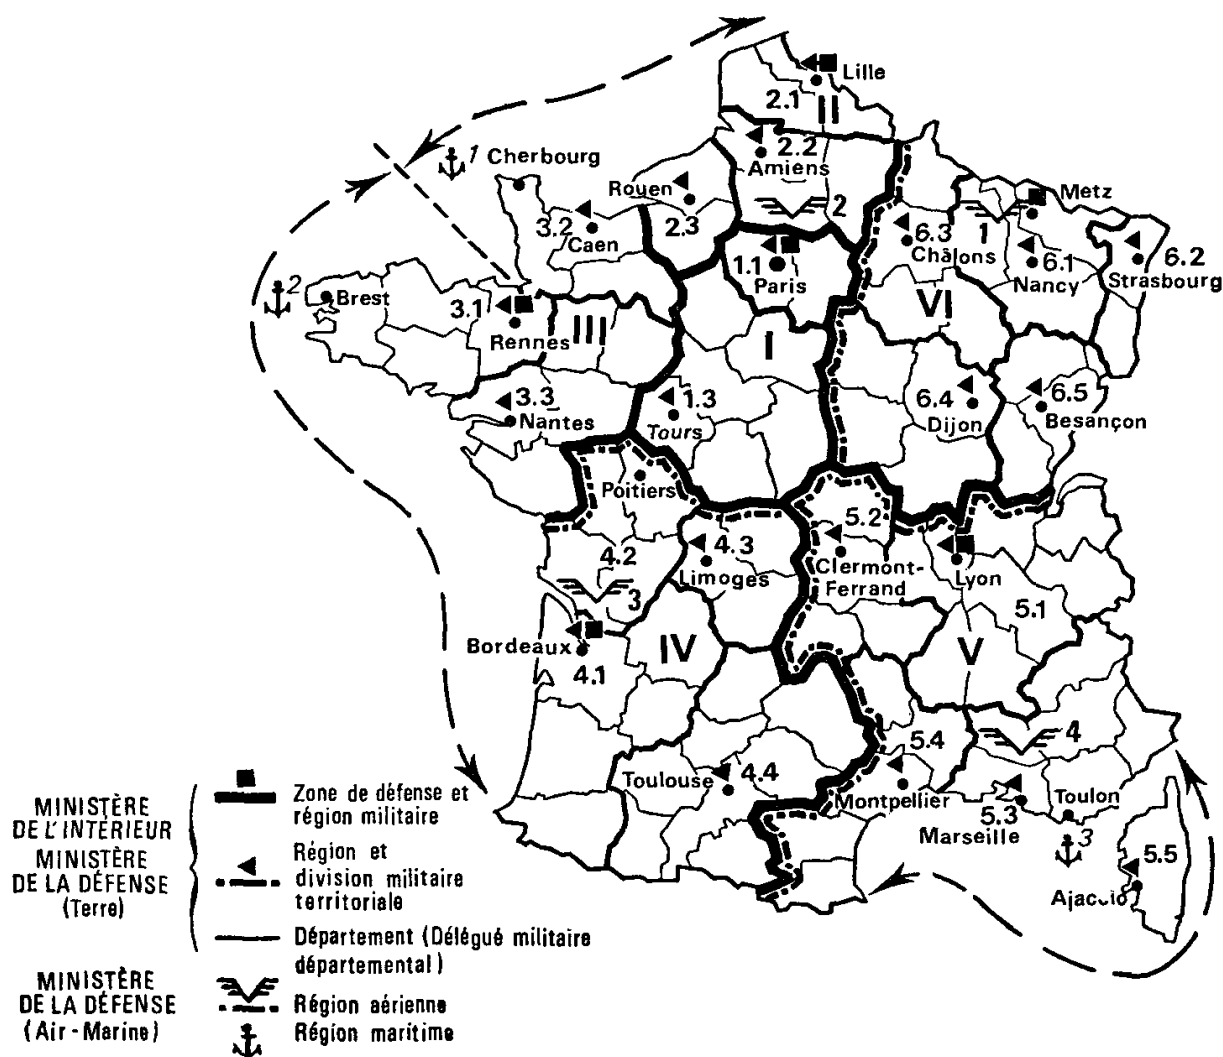 Lille
2.1
II
2.2
Amiens
1 Cherbourg
Rouen
Metz
2
3.2
Caen
2.3
6.3
Châlons
1
6.1
Nancy
6.2
Strasbourg
1.1
Paris
2
Brest
3.1
Rennes
III
I
VI
3.3
Nantes
1.3
Tours
6.4
Dijon
6.5
Besançon
Poitiers
4.2
4.3
Limoges
5.2
Clermont-
Ferrand
Lyon
5.1
3
Bordeaux
4.1
IV
V
5.4
4
Toulouse
4.4
Montpellier
5.3
Marseille
Toulon
3
5.5
Ajaccio
MINISTÈRE
DE L'INTÉRIEUR
MINISTÈRE
DE LA DÉFENSE
(Terre)
Zone de défense et
région militaire
Région et
division militaire
territoriale
Département (Délégué militaire
départemental)
MINISTÈRE
DE LA DÉFENSE
(Air - Marine)
Région aérienne
Région maritime